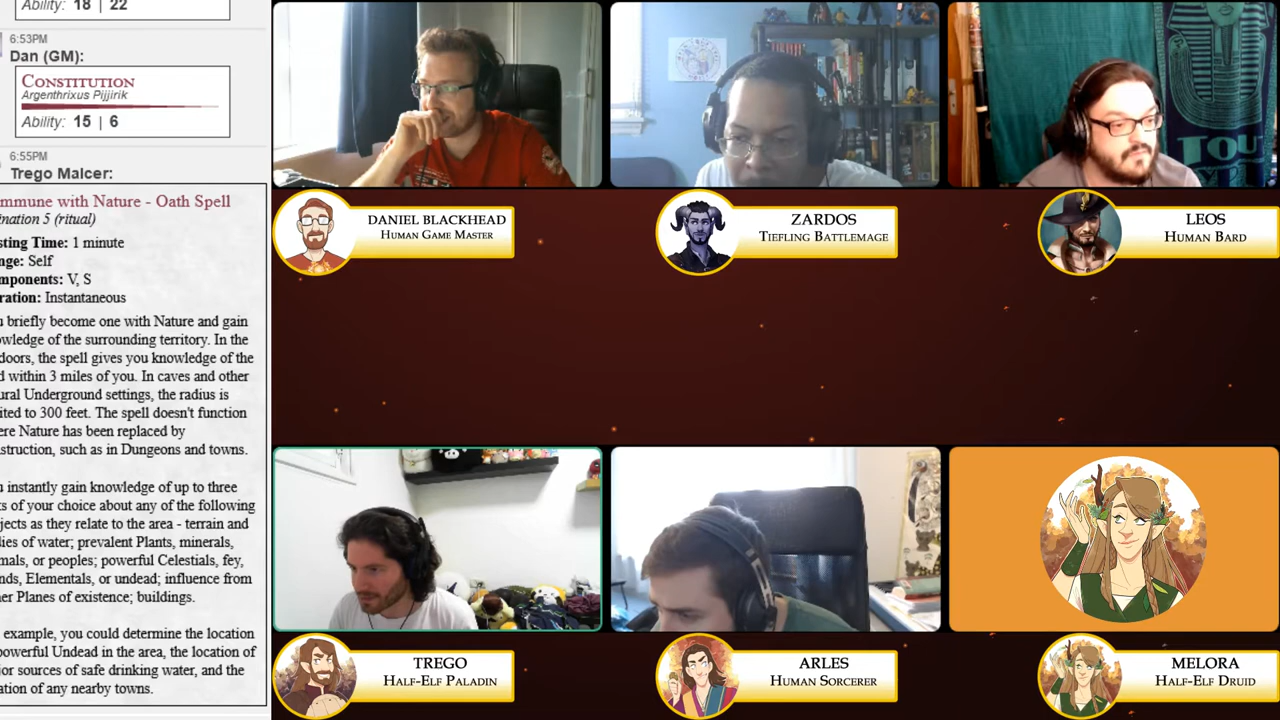 Ability: 18 | 22
6:53PM
Dan (GM):
CONSTITUTION
Argenthrixus Pijjirik
Ability: 15 | 6
6:55PM
Trego Malcer:
mmune with Nature - Oath Spell
ination 5 (ritual)
sting Time: 1 minute
nge: Self
mponents: V, S
ration: Instantaneous
u briefly become one with Nature and gain
owledge of the surrounding territory. In the
doors, the spell gives you knowledge of the
d within 3 miles of you. In caves and other
ural Underground settings, the radius is
ited to 300 feet. The spell doesn't function
ere Nature has been replaced by
struction, such as in Dungeons and towns.
u instantly gain knowledge of up to three
ts of your choice about any of the following
jects as they relate to the area - terrain and
lies of water; prevalent Plants, minerals,
mals, or peoples; powerful Celestials, fey,
nds, Elementals, or undead; influence from
er Planes of existence; buildings.
example, you could determine the location
powerful Undead in the area, the location of
jor sources of safe drinking water, and the
ation of any nearby towns.
DANIEL BLACKHEAD
HUMAN GAME MASTER
ZARDOS
TIEFLING BATTLEMAGE
LEOS
HUMAN BARD
TOU
TREGO
HALF-ELF PALADIN
ARLES
HUMAN SORCERER
MELORA
HALF-ELF DRUID